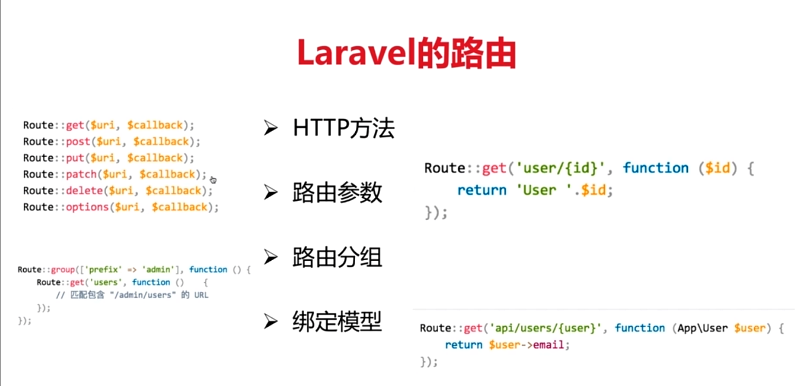 Laravel的路由
Route::get($uri, $callback);
Route::post($uri, $callback);
Route::put($uri, $callback);
Route::patch($uri, $callback);
Route::delete($uri, $callback);
Route::options($uri, $callback);
Route::group(['prefix' => 'admin'], function () {
Route::get('users', function () {
// 匹配包含 "/admin/users" 的 URL
});
});
HTTP方法
路由参数
路由分组
绑定模型
Route::get('user/{id}', function ($id) {
return 'User '.$id;
});
Route::get('api/users/{user}', function (App\User $user) {
return $user->email;
});